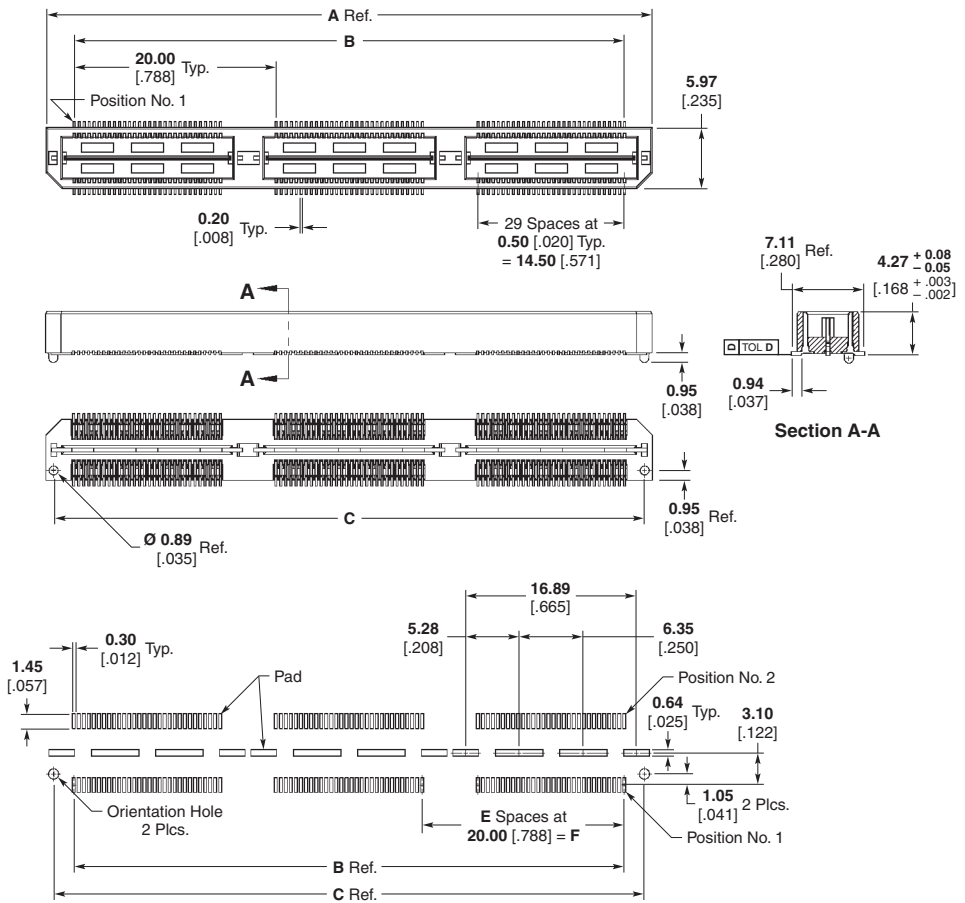 A Ref.
B
20.00 Typ.
[.788]
Position No. 1
5.97
[.235]
0.20 Typ.
[.008]
29 Spaces at
0.50 [.020] Typ.
= 14.50 [.571]
7.11 Ref.
[.280]
4.27 + 0.08
– 0.05
[.168 + .003
– .002]
A
A
D TOL D
0.95
[.038]
0.94
[.037]
Section A-A
C
0.95 Ref.
[.038]
Ø 0.89 Ref.
[.035]
16.89
[.665]
5.28
[.208]
6.35
[.250]
0.30 Typ.
[.012]
1.45
[.057]
Pad
Position No. 2
0.64 Typ.
[.025]
3.10
[.122]
Orientation Hole
2 Plcs.
E Spaces at
20.00 [.788] = F
1.05 2 Plcs.
[.041]
Position No. 1
B Ref.
C Ref.